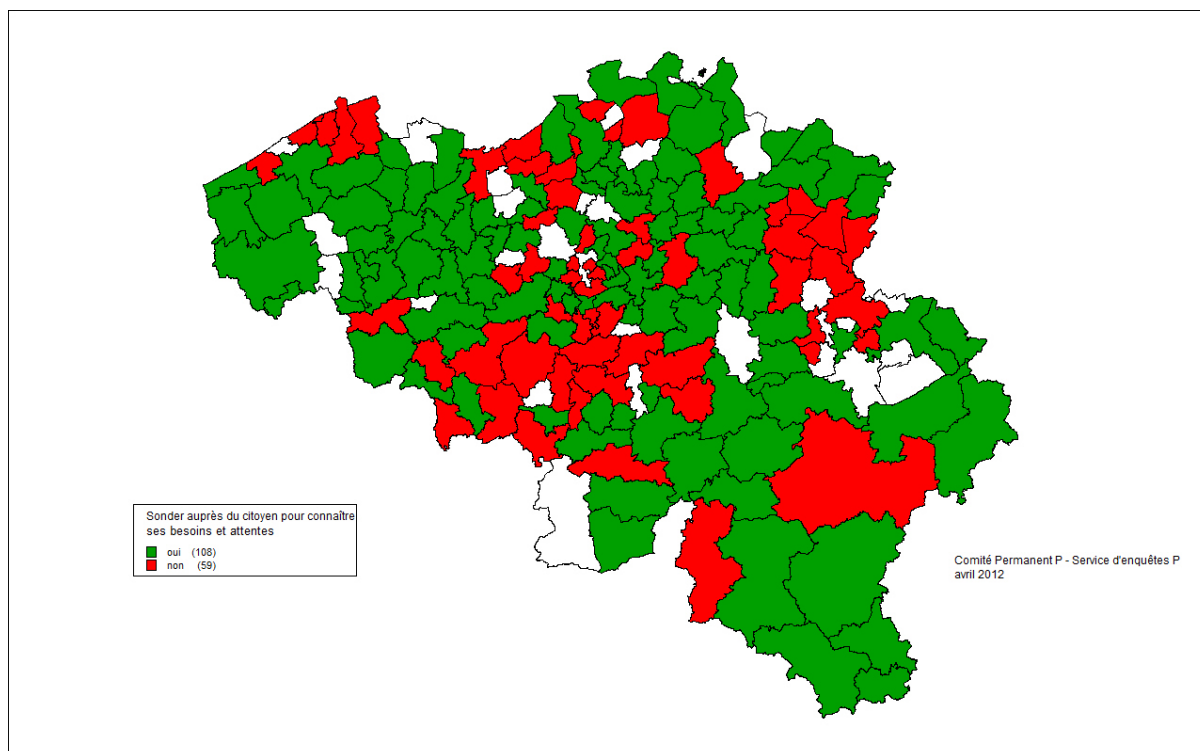 Sonder auprès du citoyen pour connaître
ses besoins et attentes
oui (108)
non (59)
Comité Permanent P - Service d'enquêtes P
avril 2012